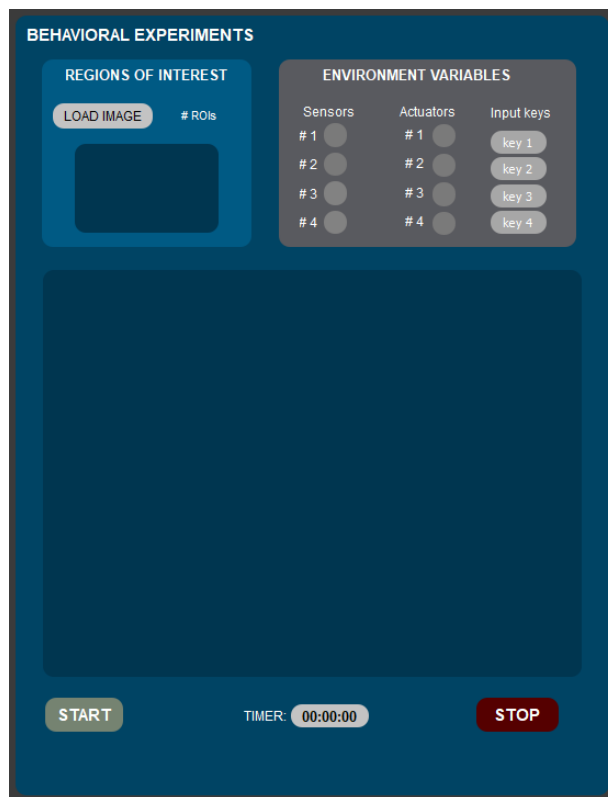 BEHAVIORAL EXPERIMENTS
REGIONS OF INTEREST
LOAD IMAGE # ROIs
ENVIRONMENT VARIABLES
Sensors Actuators Input keys
# 1 # 1 key 1
# 2 # 2 key 2
# 3 # 3 key 3
# 4 # 4 key 4
START TIMER: 00:00:00 STOP